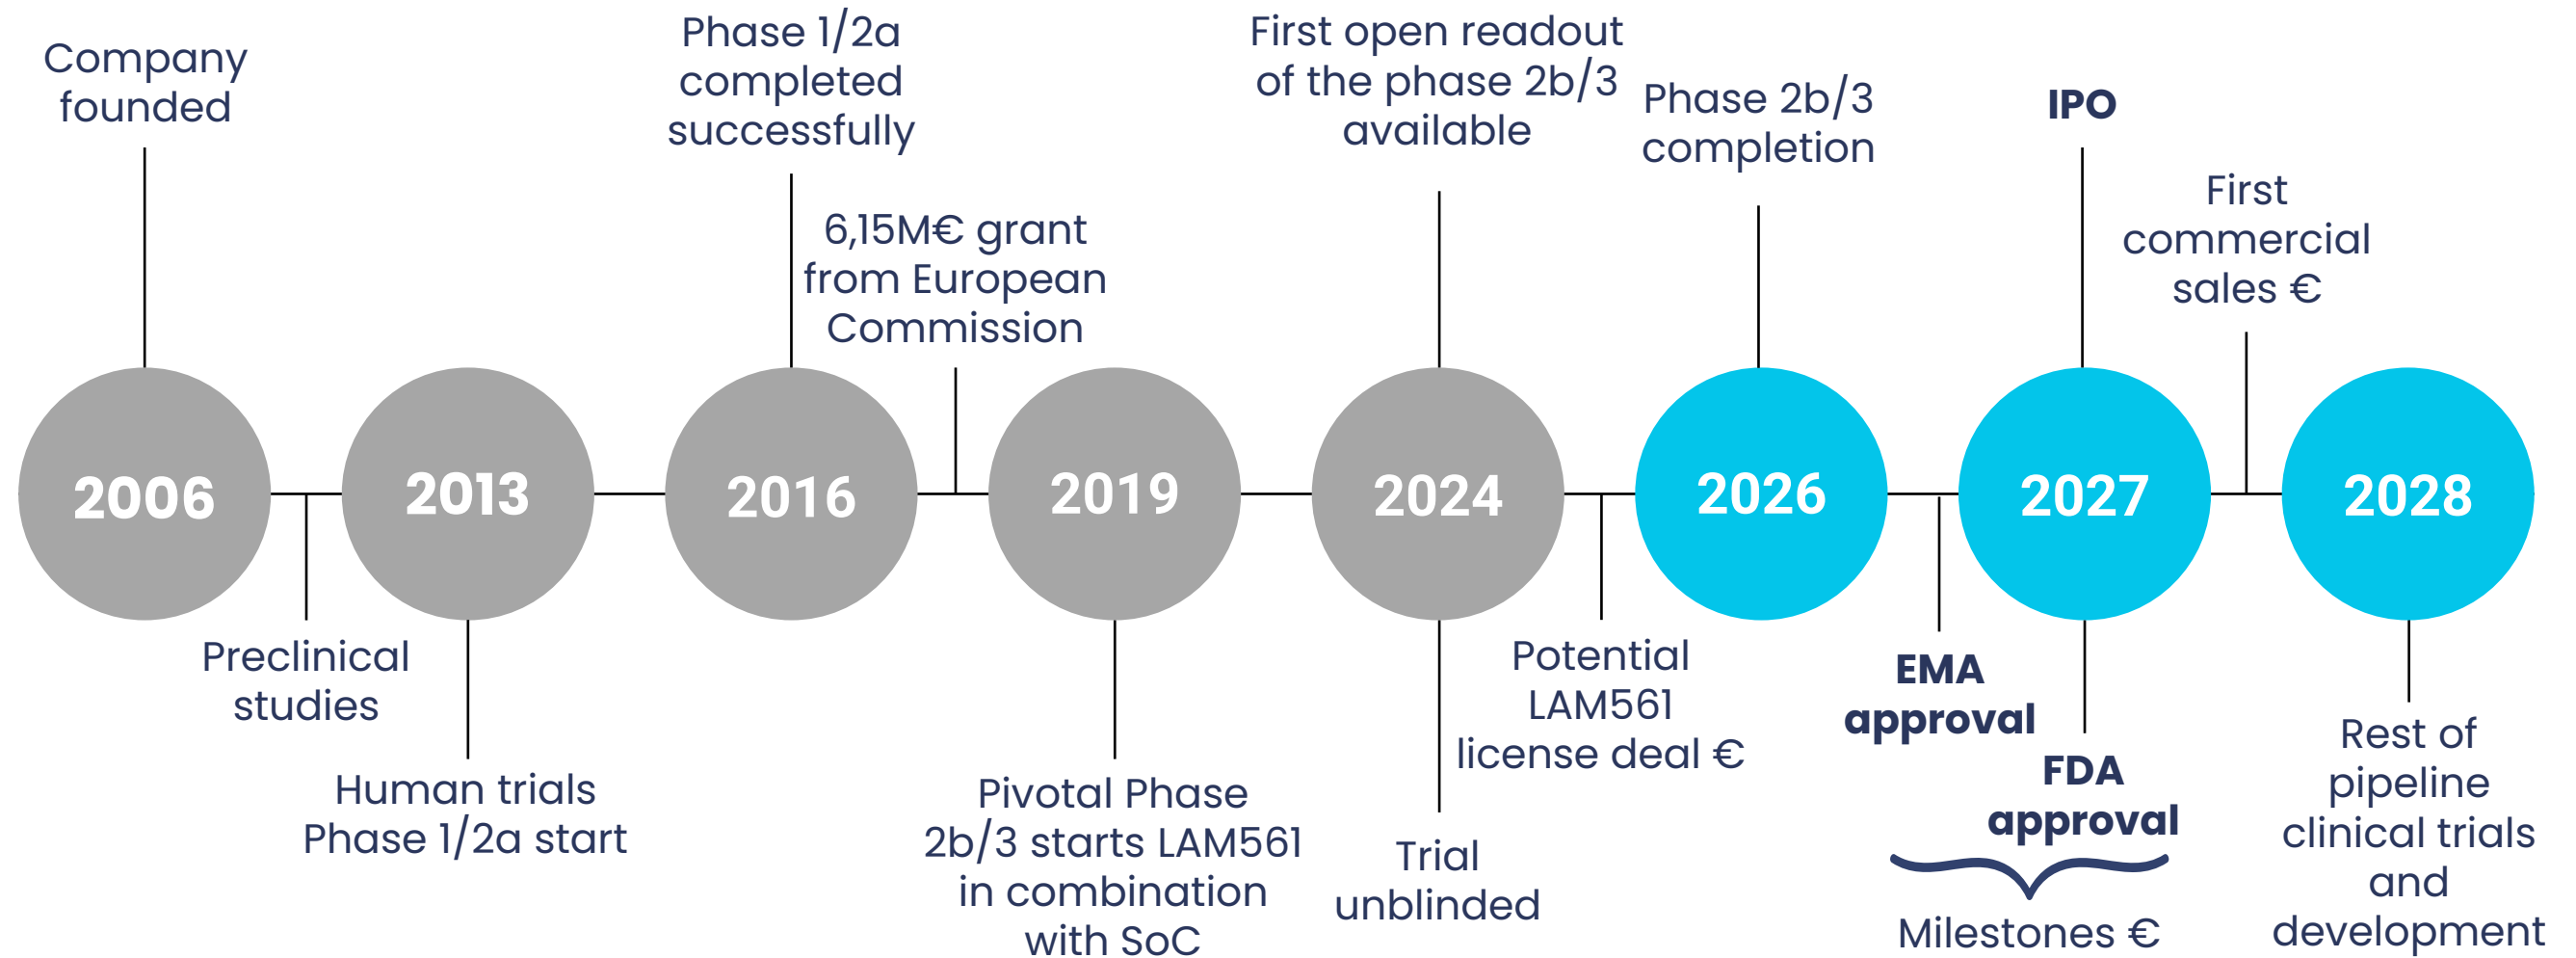 Company
founded
Phase 1/2a
completed
successfully
6,15M€ grant
from European
Commission
First open readout
of the phase 2b/3
available
Phase 2b/3
completion
IPO
First
commercial
sales €
2006
2013
2016
2019
2024
2026
2027
2028
Preclinical
studies
Human trials
Phase 1/2a start
Pivotal Phase
2b/3 starts LAM561
in combination
with SoC
Trial
unblinded
Potential
LAM561
license deal €
EMA
approval
FDA
approval
Milestones €
Rest of
pipeline
clinical trials
and
development